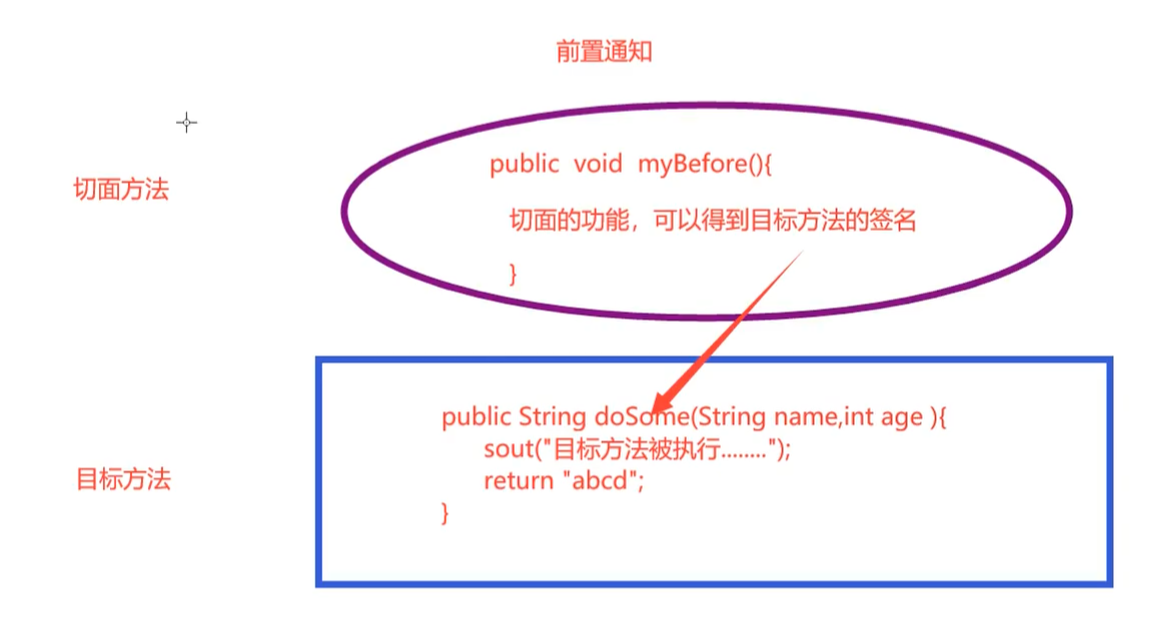 前置通知
切面方法
public void myBefore(){
切面的功能，可以得到目标方法的签名
}
目标方法
public String doSome(String name,int age ){
sout("目标方法被执行........");
return "abcd";
}